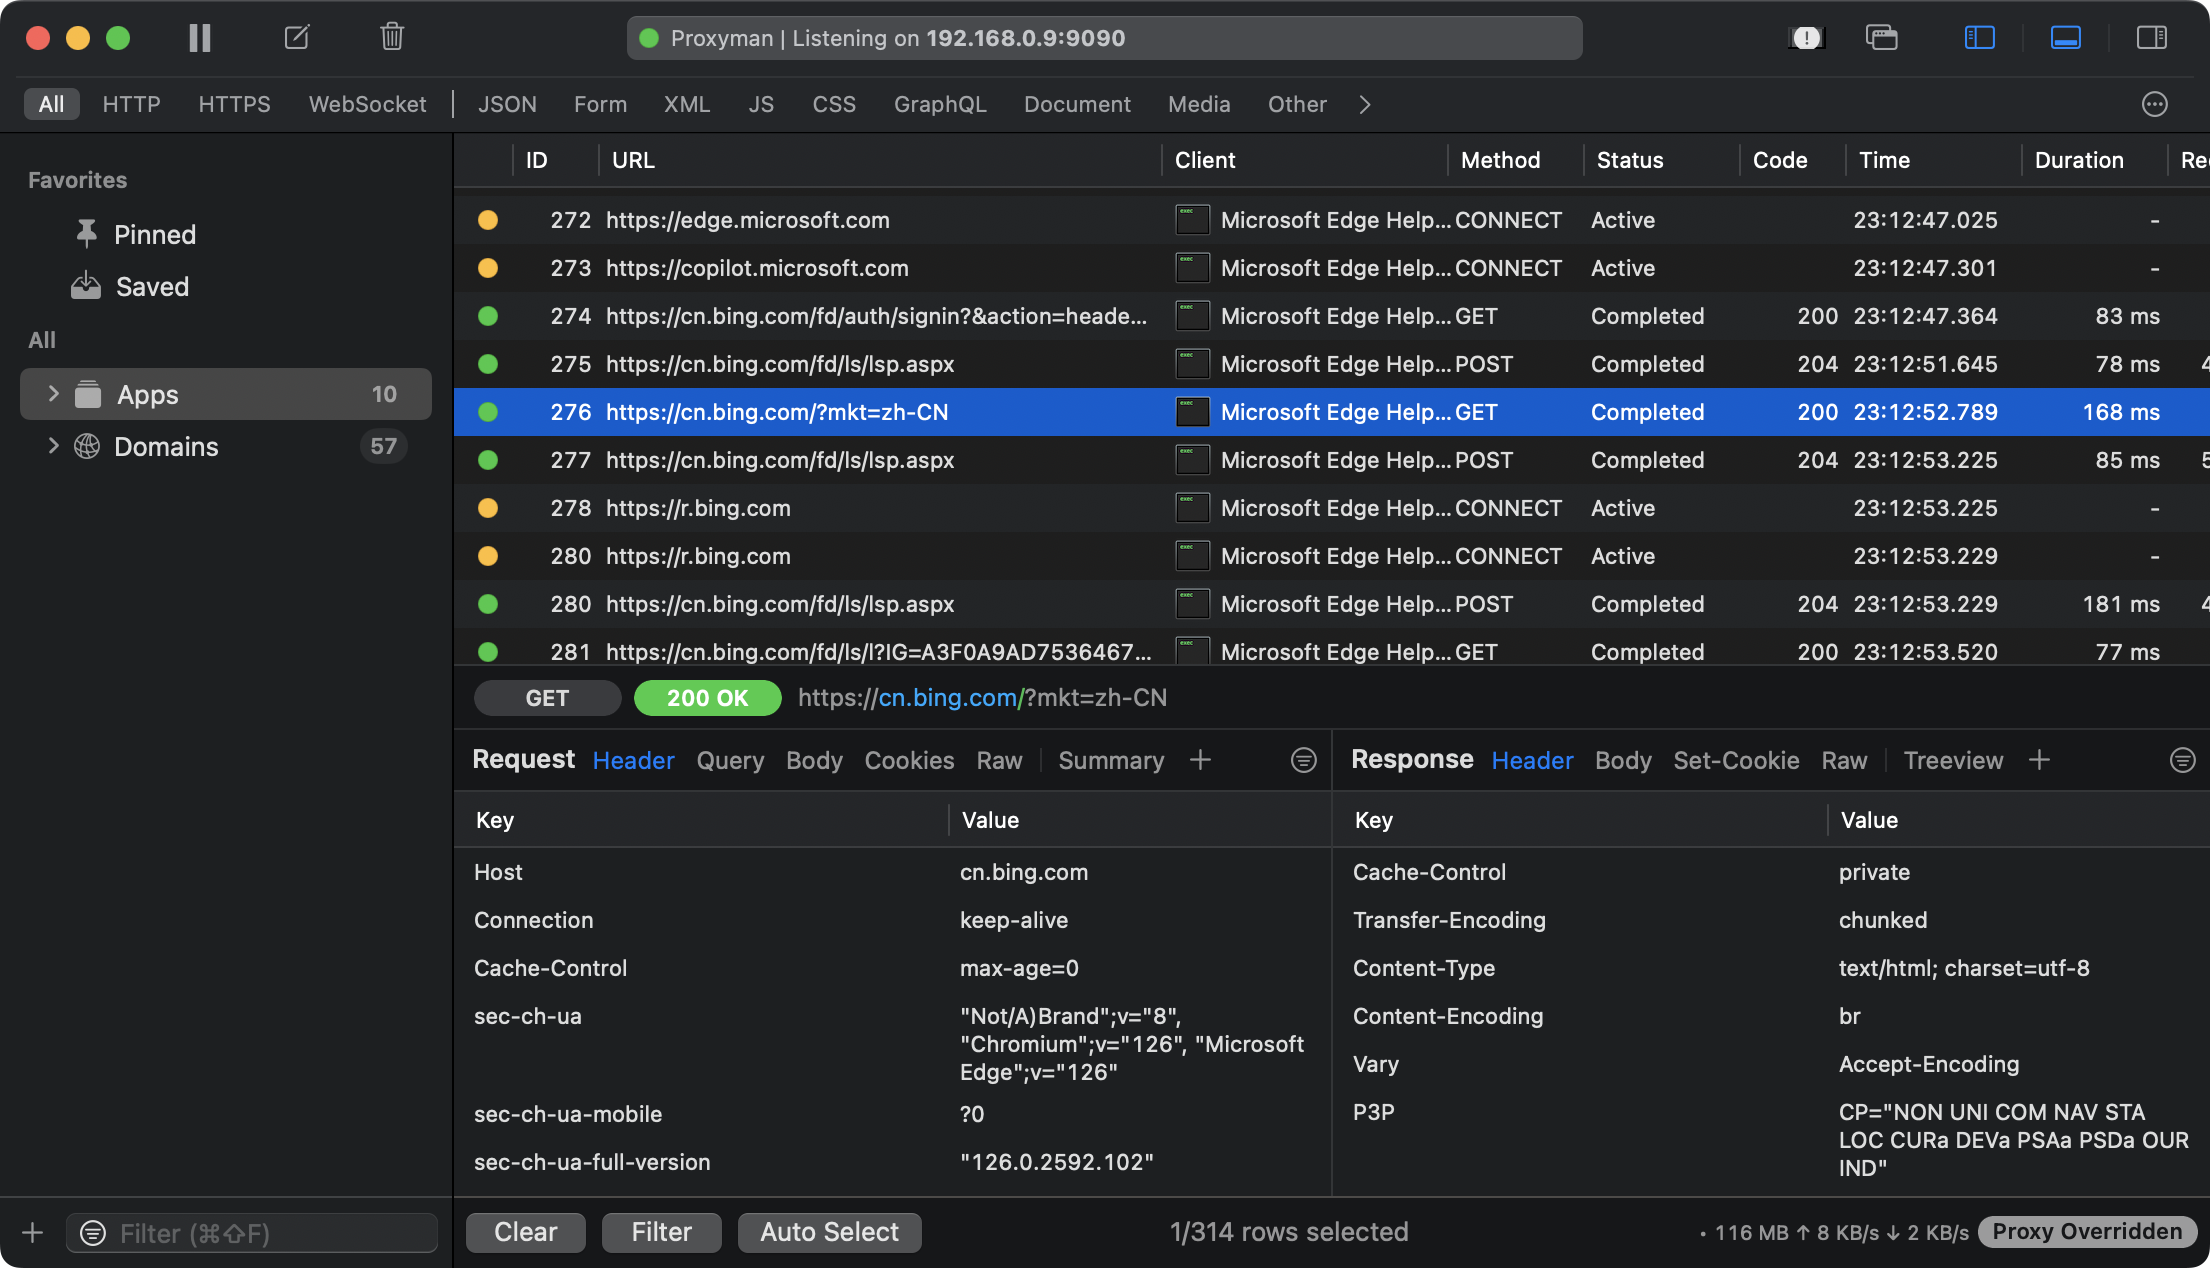 Proxyman | Listening on 192.168.0.9:9090
All HTTP HTTPS WebSocket JSON Form XML JS CSS GraphQL Document Media Other
Favorites
Pinned
Saved
All
Apps 10
Domains 57
ID URL Client Method Status Code Time Duration
272 https://edge.microsoft.com Microsoft Edge Help... CONNECT Active 23:12:47.025 -
273 https://copilot.microsoft.com Microsoft Edge Help... CONNECT Active 23:12:47.301 -
274 https://cn.bing.com/fd/auth/signin?&action=heade... Microsoft Edge Help... GET Completed 200 23:12:47.364 83 ms
275 https://cn.bing.com/fd/ls/lsp.aspx Microsoft Edge Help... POST Completed 204 23:12:51.645 78 ms
276 https://cn.bing.com/?mkt=zh-CN Microsoft Edge Help... GET Completed 200 23:12:52.789 168 ms
277 https://cn.bing.com/fd/ls/lsp.aspx Microsoft Edge Help... POST Completed 204 23:12:53.225 85 ms
278 https://r.bing.com Microsoft Edge Help... CONNECT Active 23:12:53.225 -
280 https://r.bing.com Microsoft Edge Help... CONNECT Active 23:12:53.229 -
280 https://cn.bing.com/fd/ls/lsp.aspx Microsoft Edge Help... POST Completed 204 23:12:53.229 181 ms
281 https://cn.bing.com/fd/ls/l?IG=A3F0A9AD7536467... Microsoft Edge Help... GET Completed 200 23:12:53.520 77 ms
GET 200 OK https://cn.bing.com/?mkt=zh-CN
Request Header Query Body Cookies Raw Summary +
Key Value
Host cn.bing.com
Connection keep-alive
Cache-Control max-age=0
sec-ch-ua "Not/A)Brand";v="8",
"Chromium";v="126", "Microsoft
Edge";v="126"
sec-ch-ua-mobile ?0
sec-ch-ua-full-version "126.0.2592.102"
Response Header Body Set-Cookie Raw Treeview +
Key Value
Cache-Control private
Transfer-Encoding chunked
Content-Type text/html; charset=utf-8
Content-Encoding br
Vary Accept-Encoding
P3P CP="NON UNI COM NAV STA
LOC CURa DEVa PSAa PSDa OUR
IND"
+ Filter (⌘⇧F)
Clear Filter Auto Select 1/314 rows selected • 116 MB ↑ 8 KB/s ↓ 2 KB/s Proxy Overridden